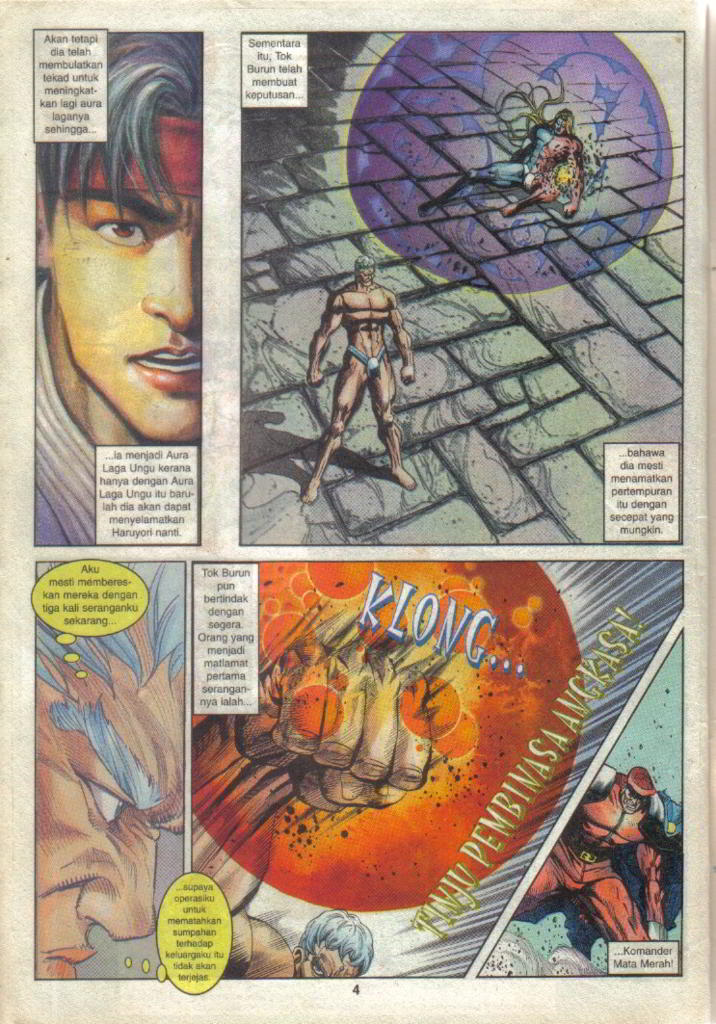 Akan tetapi
dia telah
membulatkan
tekad untuk
meningkat-
kan lagi aura
laganya
sehingga...
...ia menjadi Aura
Laga Ungu kerana
hanya dengan Aura
Laga Ungu itu baru-
lah dia akan dapat
menyelamatkan
Haruyori nanti.
Sementara
itu, Tok
Burun telah
membuat
keputusan...
...bahawa
dia mesti
menamatkan
pertempuran
itu dengan
secepat yang
mungkin.
Aku
mesti memberes-
kan mereka dengan
tiga kali seranganku
sekarang...
...supaya
operasiku
untuk
mematahkan
sumpahan
terhadap
keluargaku itu
tidak akan
terjejas.
Tok Burun
pun
bertindak
dengan
segera.
Orang yang
menjadi
matlamat
pertama
serangan-
nya ialah...
KLONG...
TINJU PEMBINASA ANGKASA!
...Komander
Mata Merah!
4